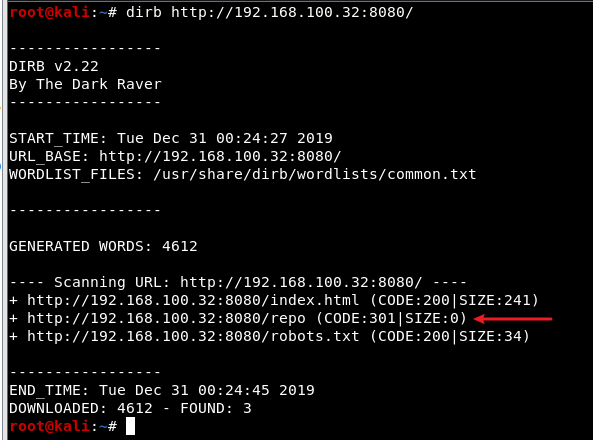 root@kali:~# dirb http://192.168.100.32:8080/
-----------------
DIRB v2.22
By The Dark Raver
-----------------
START_TIME: Tue Dec 31 00:24:27 2019
URL_BASE: http://192.168.100.32:8080/
WORDLIST_FILES: /usr/share/dirb/wordlists/common.txt
-----------------
GENERATED WORDS: 4612
---- Scanning URL: http://192.168.100.32:8080/ ----
+ http://192.168.100.32:8080/index.html (CODE:200|SIZE:241)
+ http://192.168.100.32:8080/repo (CODE:301|SIZE:0)
+ http://192.168.100.32:8080/robots.txt (CODE:200|SIZE:34)
-----------------
END_TIME: Tue Dec 31 00:24:45 2019
DOWNLOADED: 4612 - FOUND: 3
root@kali:~#